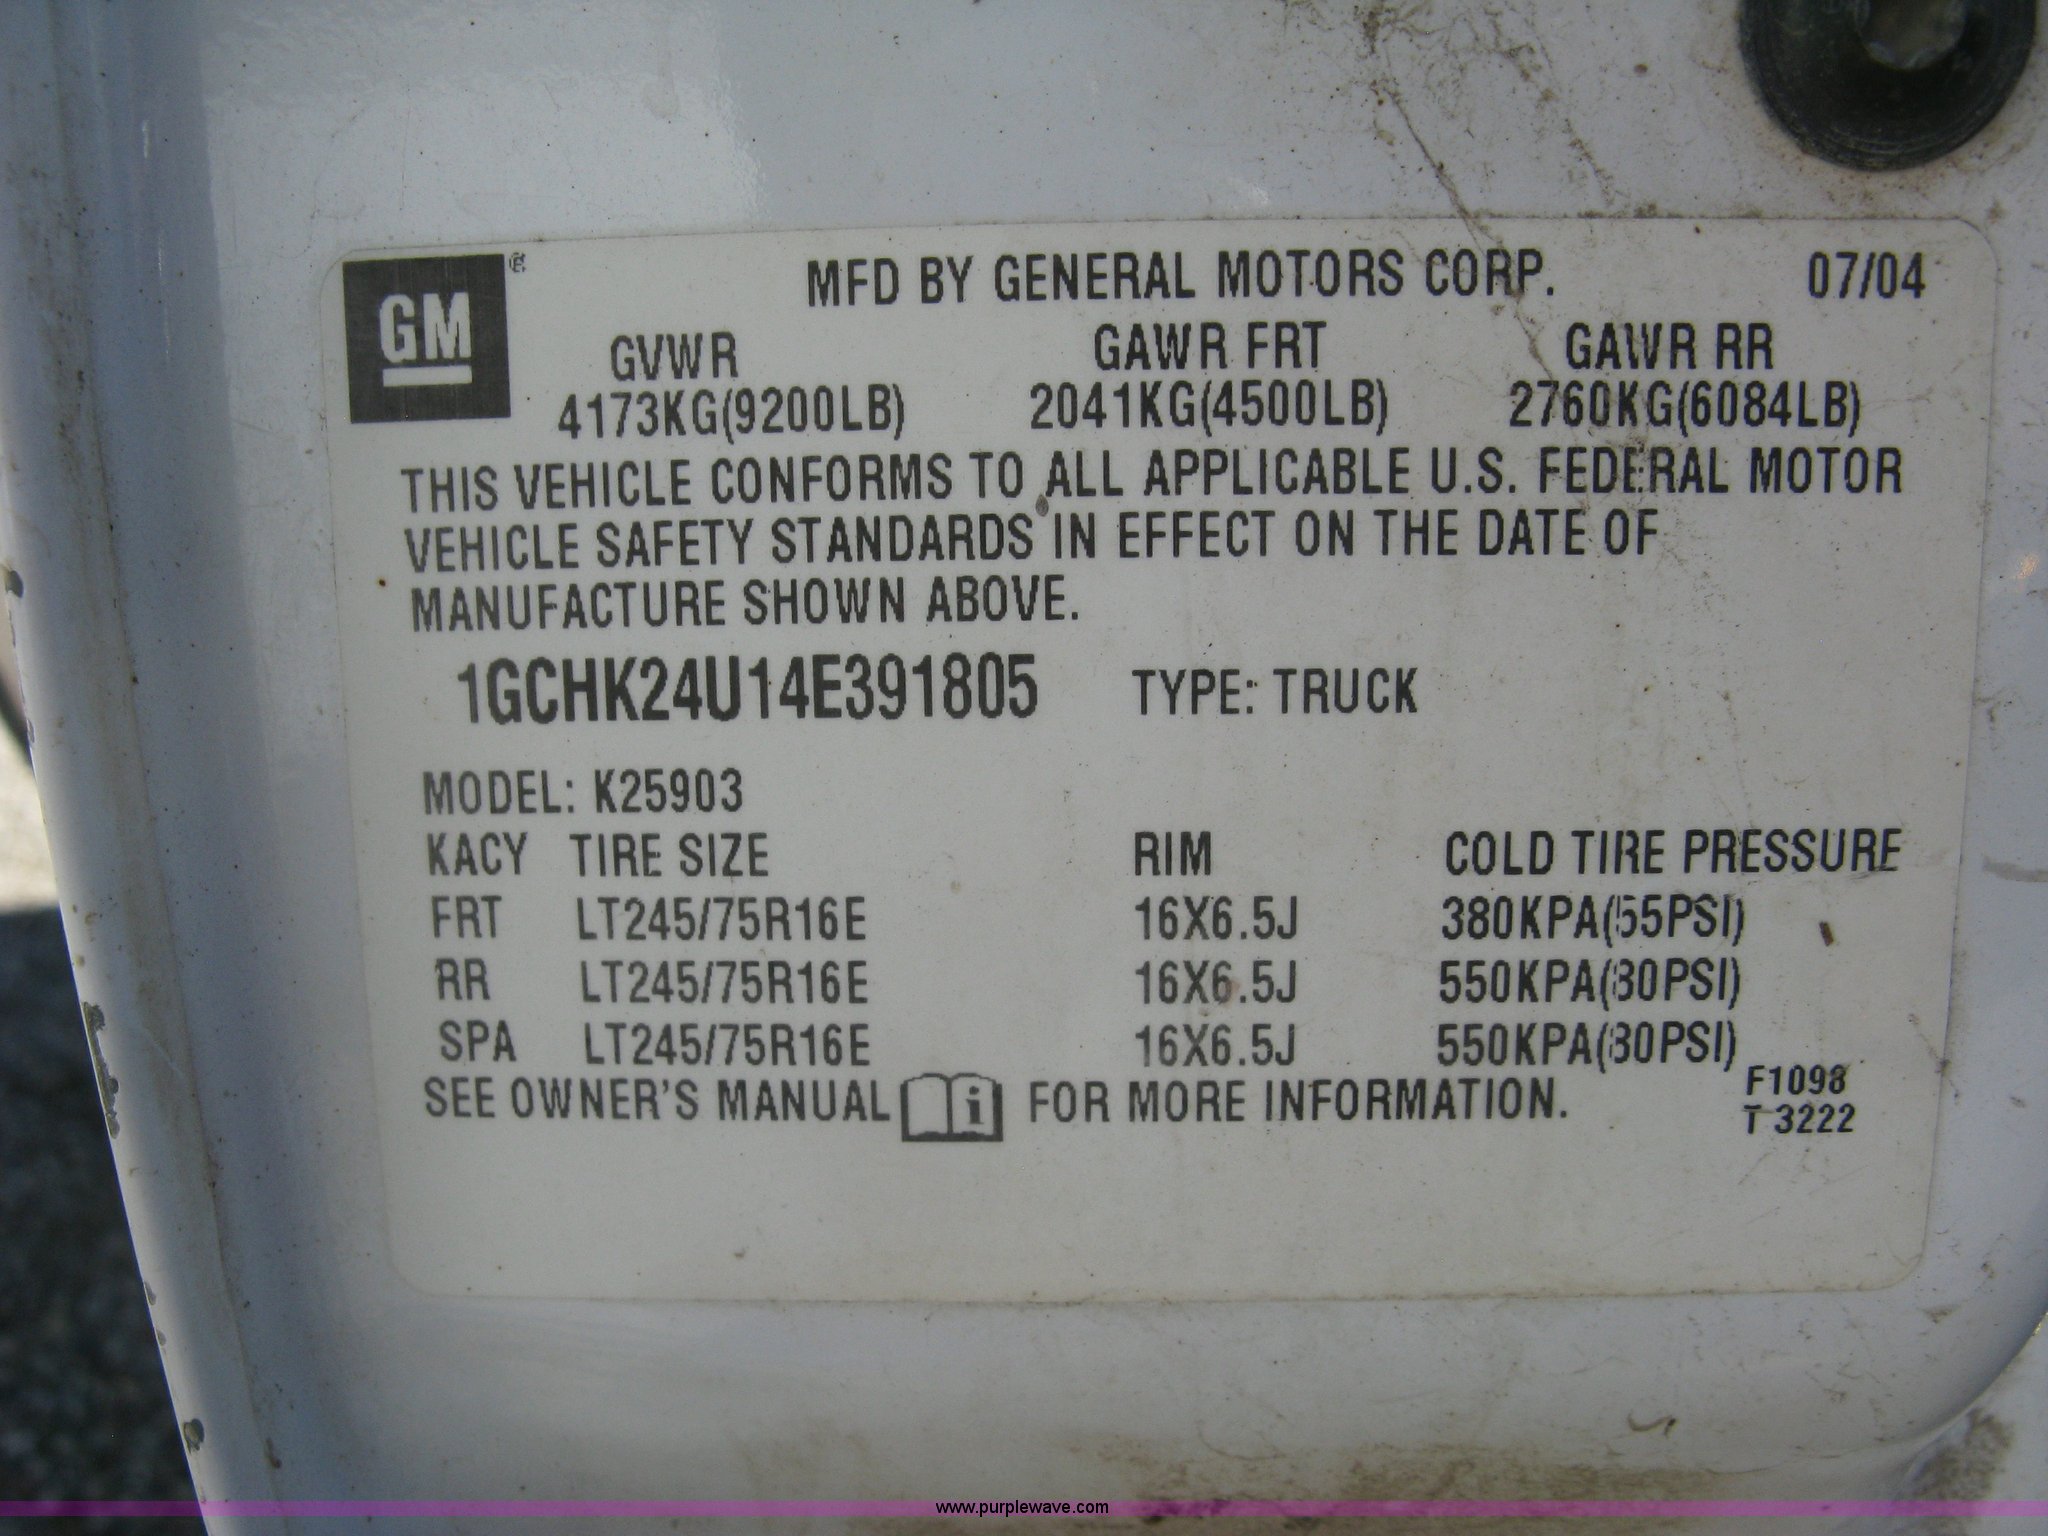 GM
MFD BY GENERAL MOTORS CORP. 07/04
GVWR GAWR FRT GAWR RR
4173KG(9200LB) 2041KG(4500LB) 2760KG(6084LB)
THIS VEHICLE CONFORMS TO ALL APPLICABLE U.S. FEDERAL MOTOR
VEHICLE SAFETY STANDARDS IN EFFECT ON THE DATE OF
MANUFACTURE SHOWN ABOVE.
1GCHK24U14E391805 TYPE: TRUCK
MODEL: K25903
KACY TIRE SIZE RIM COLD TIRE PRESSURE
FRT LT245/75R16E 16X6.5J 380KPA(55PSI)
RR LT245/75R16E 16X6.5J 550KPA(80PSI)
SPA LT245/75R16E 16X6.5J 550KPA(80PSI)
SEE OWNER'S MANUAL i FOR MORE INFORMATION.
F1098
T 3222
www.purplewave.com